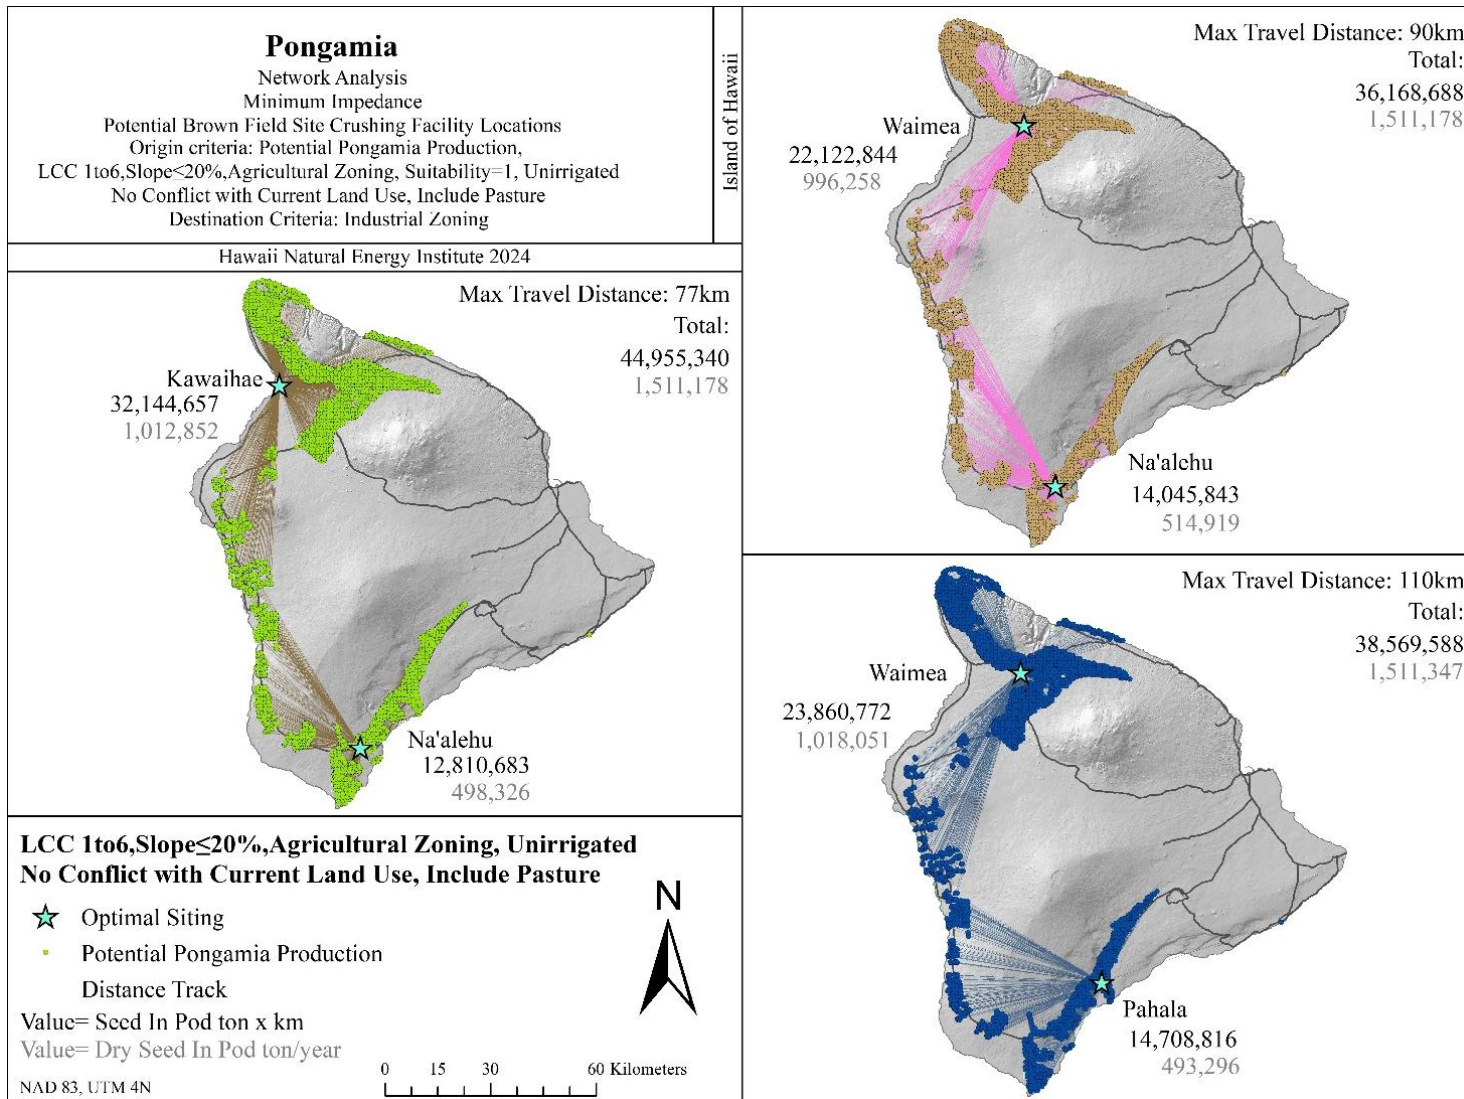 Pongamia
Network Analysis
Minimum Impedance
Potential Brown Field Site Crushing Facility Locations
Origin criteria: Potential Pongamia Production,
LCC 1to6,Slope<20%,Agricultural Zoning, Suitability=1, Unirrigated
No Conflict with Current Land Use, Include Pasture
Destination Criteria: Industrial Zoning
Island of Hawaii
Hawaii Natural Energy Institute 2024
Max Travel Distance: 77km
Total:
44,955,340
1,511,178
Kawaihae
32,144,657
1,012,852
Na'alehu
12,810,683
498,326
Max Travel Distance: 90km
Total:
36,168,688
1,511,178
Waimea
22,122,844
996,258
Na'alehu
14,045,843
514,919
Max Travel Distance: 110km
Total:
38,569,588
1,511,347
Waimea
23,860,772
1,018,051
Pahala
14,708,816
493,296
LCC 1to6,Slope≤20%,Agricultural Zoning, Unirrigated
No Conflict with Current Land Use, Include Pasture
Optimal Siting
Potential Pongamia Production
Distance Track
Value= Seed In Pod ton x km
Value= Dry Seed In Pod ton/year
NAD 83, UTM 4N
N
0 15 30 60 Kilometers